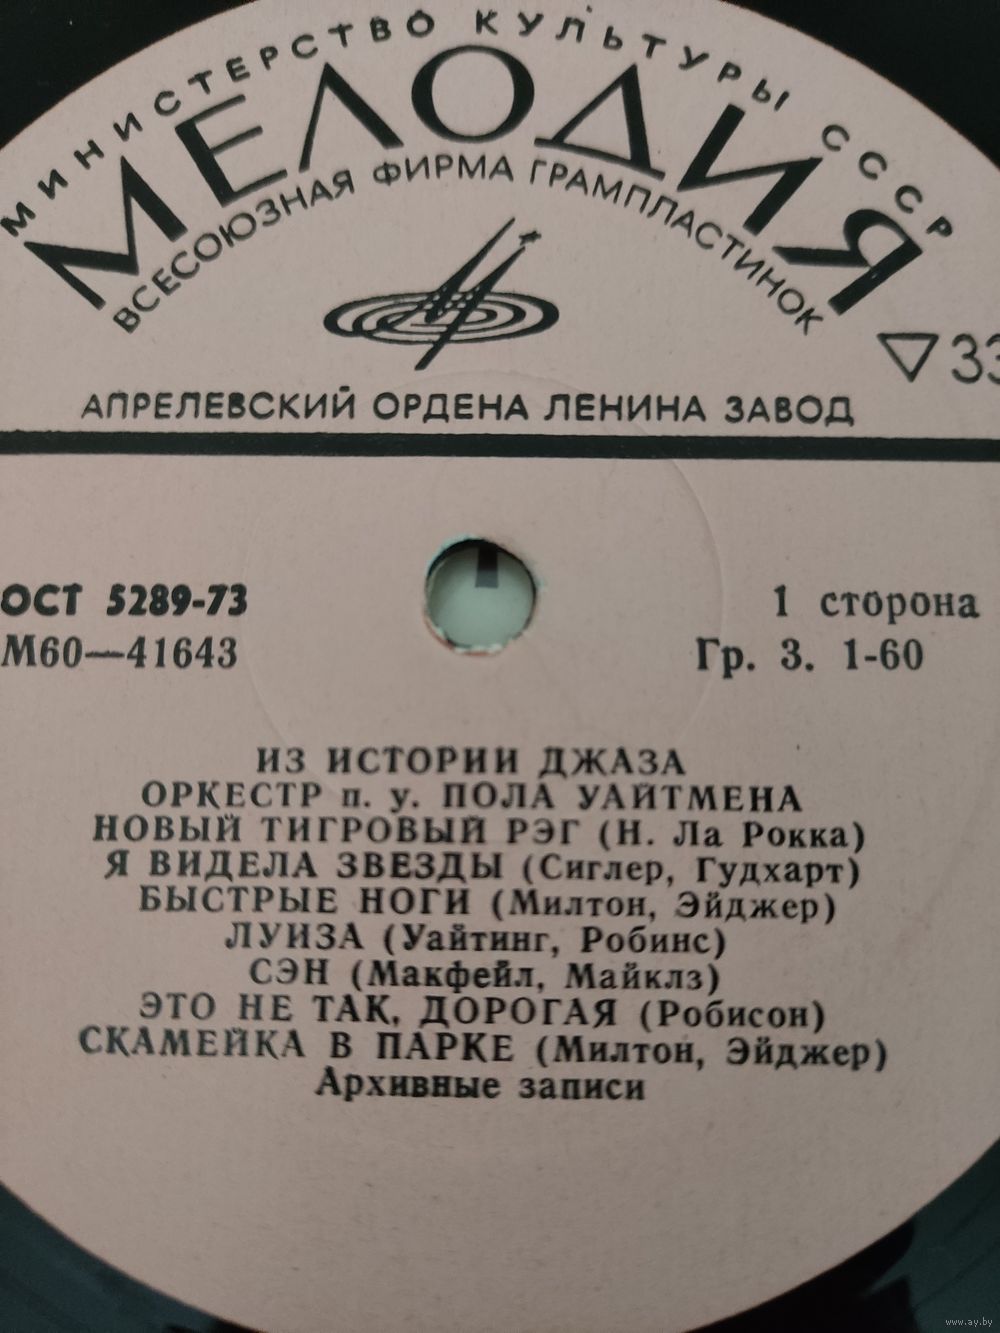 МИНИСТЕРСТВО КУЛЬТУРЫ СССР
МЕЛОДИЯ
ВСЕСОЮЗНАЯ ФИРМА ГРАМПЛАСТИНОК
33
АПРЕЛЕВСКИЙ ОРДЕНА ЛЕНИНА ЗАВОД
ОСТ 5289-73
1 сторона
М60—41643
Гр. 3. 1-60
ИЗ ИСТОРИИ ДЖАЗА
ОРКЕСТР п. у. ПОЛА УАЙТМЕНА
НОВЫЙ ТИГРОВЫЙ РЭГ (Н. Ла Рокка)
Я ВИДЕЛА ЗВЕЗДЫ (Сиглер, Гудхарт)
БЫСТРЫЕ НОГИ (Милтон, Эйджер)
ЛУИЗА (Уайтинг, Робинс)
СЭН (Макфейл, Майклз)
ЭТО НЕ ТАК, ДОРОГАЯ (Робисон)
СКАМЕЙКА В ПАРКЕ (Милтон, Эйджер)
Архивные записи
www.ay.by